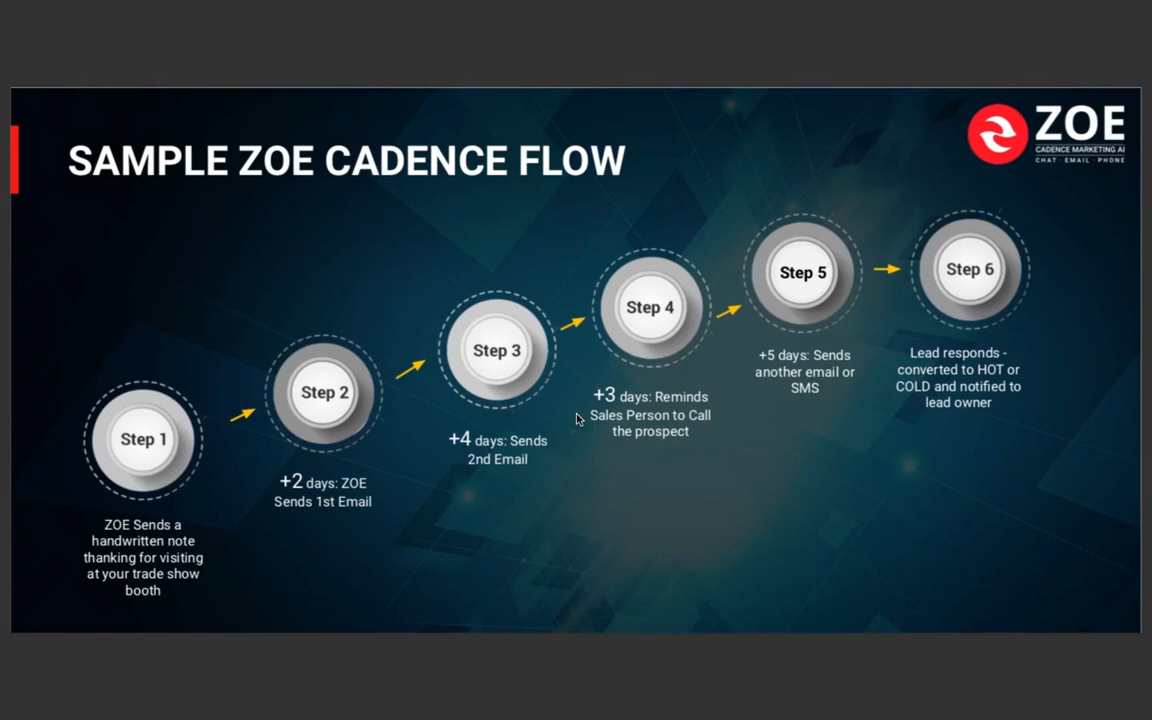 SAMPLE ZOE CADENCE FLOW
ZOE
CADENCE MARKETING AI
CHAT · EMAIL · PHONE
Step 1
ZOE Sends a
handwritten note
thanking for visiting
at your trade show
booth
Step 2
+2 days: ZOE
Sends 1st Email
Step 3
+4 days: Sends
2nd Email
Step 4
+3 days: Reminds
Sales Person to Call
the prospect
Step 5
+5 days: Sends
another email or
SMS
Step 6
Lead responds -
converted to HOT or
COLD and notified to
lead owner